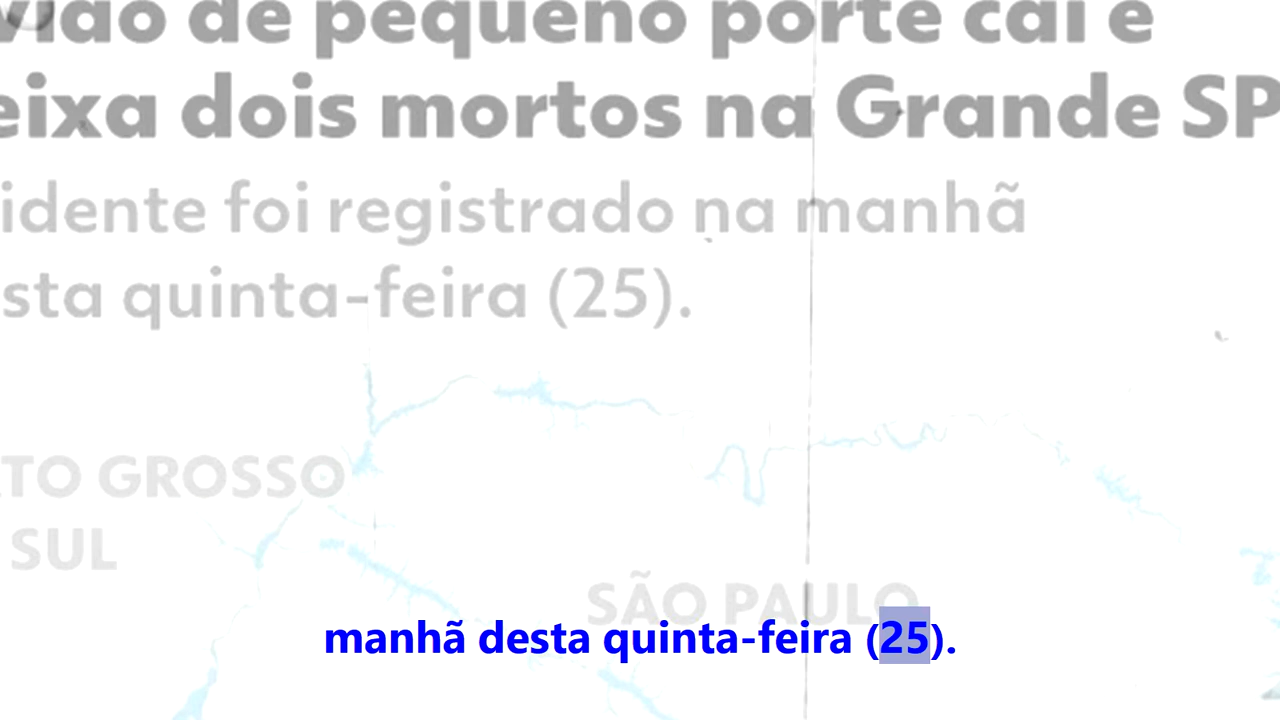 vião de pequeno porte cai e
eixa dois mortos na Grande SP
idente foi registrado na manhã
sta quinta-feira (25).
TO GROSSO
SUL
SÃO PAULO
manhã desta quinta-feira (25).